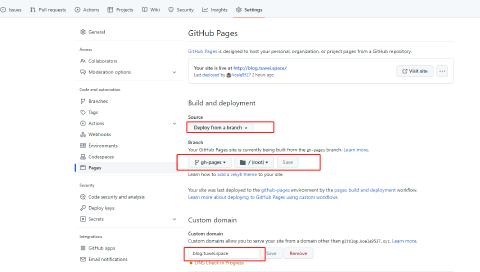 Issues Pull requests Actions Projects Wiki Security Insights Settings
General
Access
Collaborators
Moderation options
Code and automation
Branches
Tags
Actions
Webhooks
Environments
Codespaces
Pages
Security
Code security and analysis
Deploy keys
Secrets
Integrations
GitHub apps
Email notifications
GitHub Pages
GitHub Pages is designed to host your personal, organization, or project pages from a GitHub repository.
Your site is live at
Last deployed by 2 hours ago
Visit site
Build and deployment
Source
Deploy from a branch
Branch
Your GitHub Pages site is currently being built from the gh-pages branch. Learn more.
gh-pages / (root) Save
Learn how to add a Jekyll theme to your site.
Your site was last deployed to the github-pages environment by the pages build and deployment workflow.
Learn more about deploying to GitHub Pages using custom workflows
Custom domain
Custom domain
Custom domains allow you to serve your site from a domain other than Learn more.
Save Remove
DNS Check in Progress